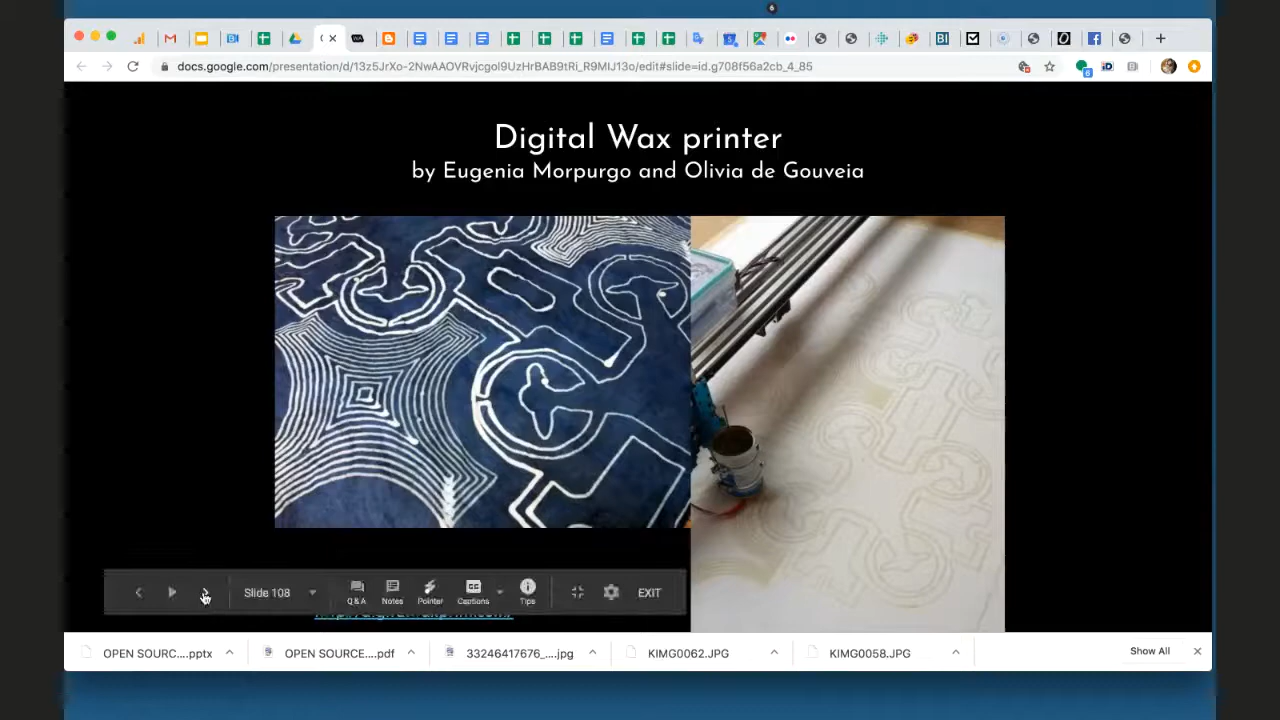 6
docs.google.com/presentation/d/13z5JrXo-2NwAAOVRvjcgol9UzHrBAB9tRi_R9MIJ13o/edit#slide=id.g708f56a2cb_4_85
6
Digital Wax printer
by Eugenia Morpurgo and Olivia de Gouveia
Slide 108
Q & A
Notes
Pointer
Captions
Tips
EXIT
OPEN SOURC....pptx
OPEN SOURCE....pdf
33246417676_....jpg
KIMG0062.JPG
KIMG0058.JPG
Show All